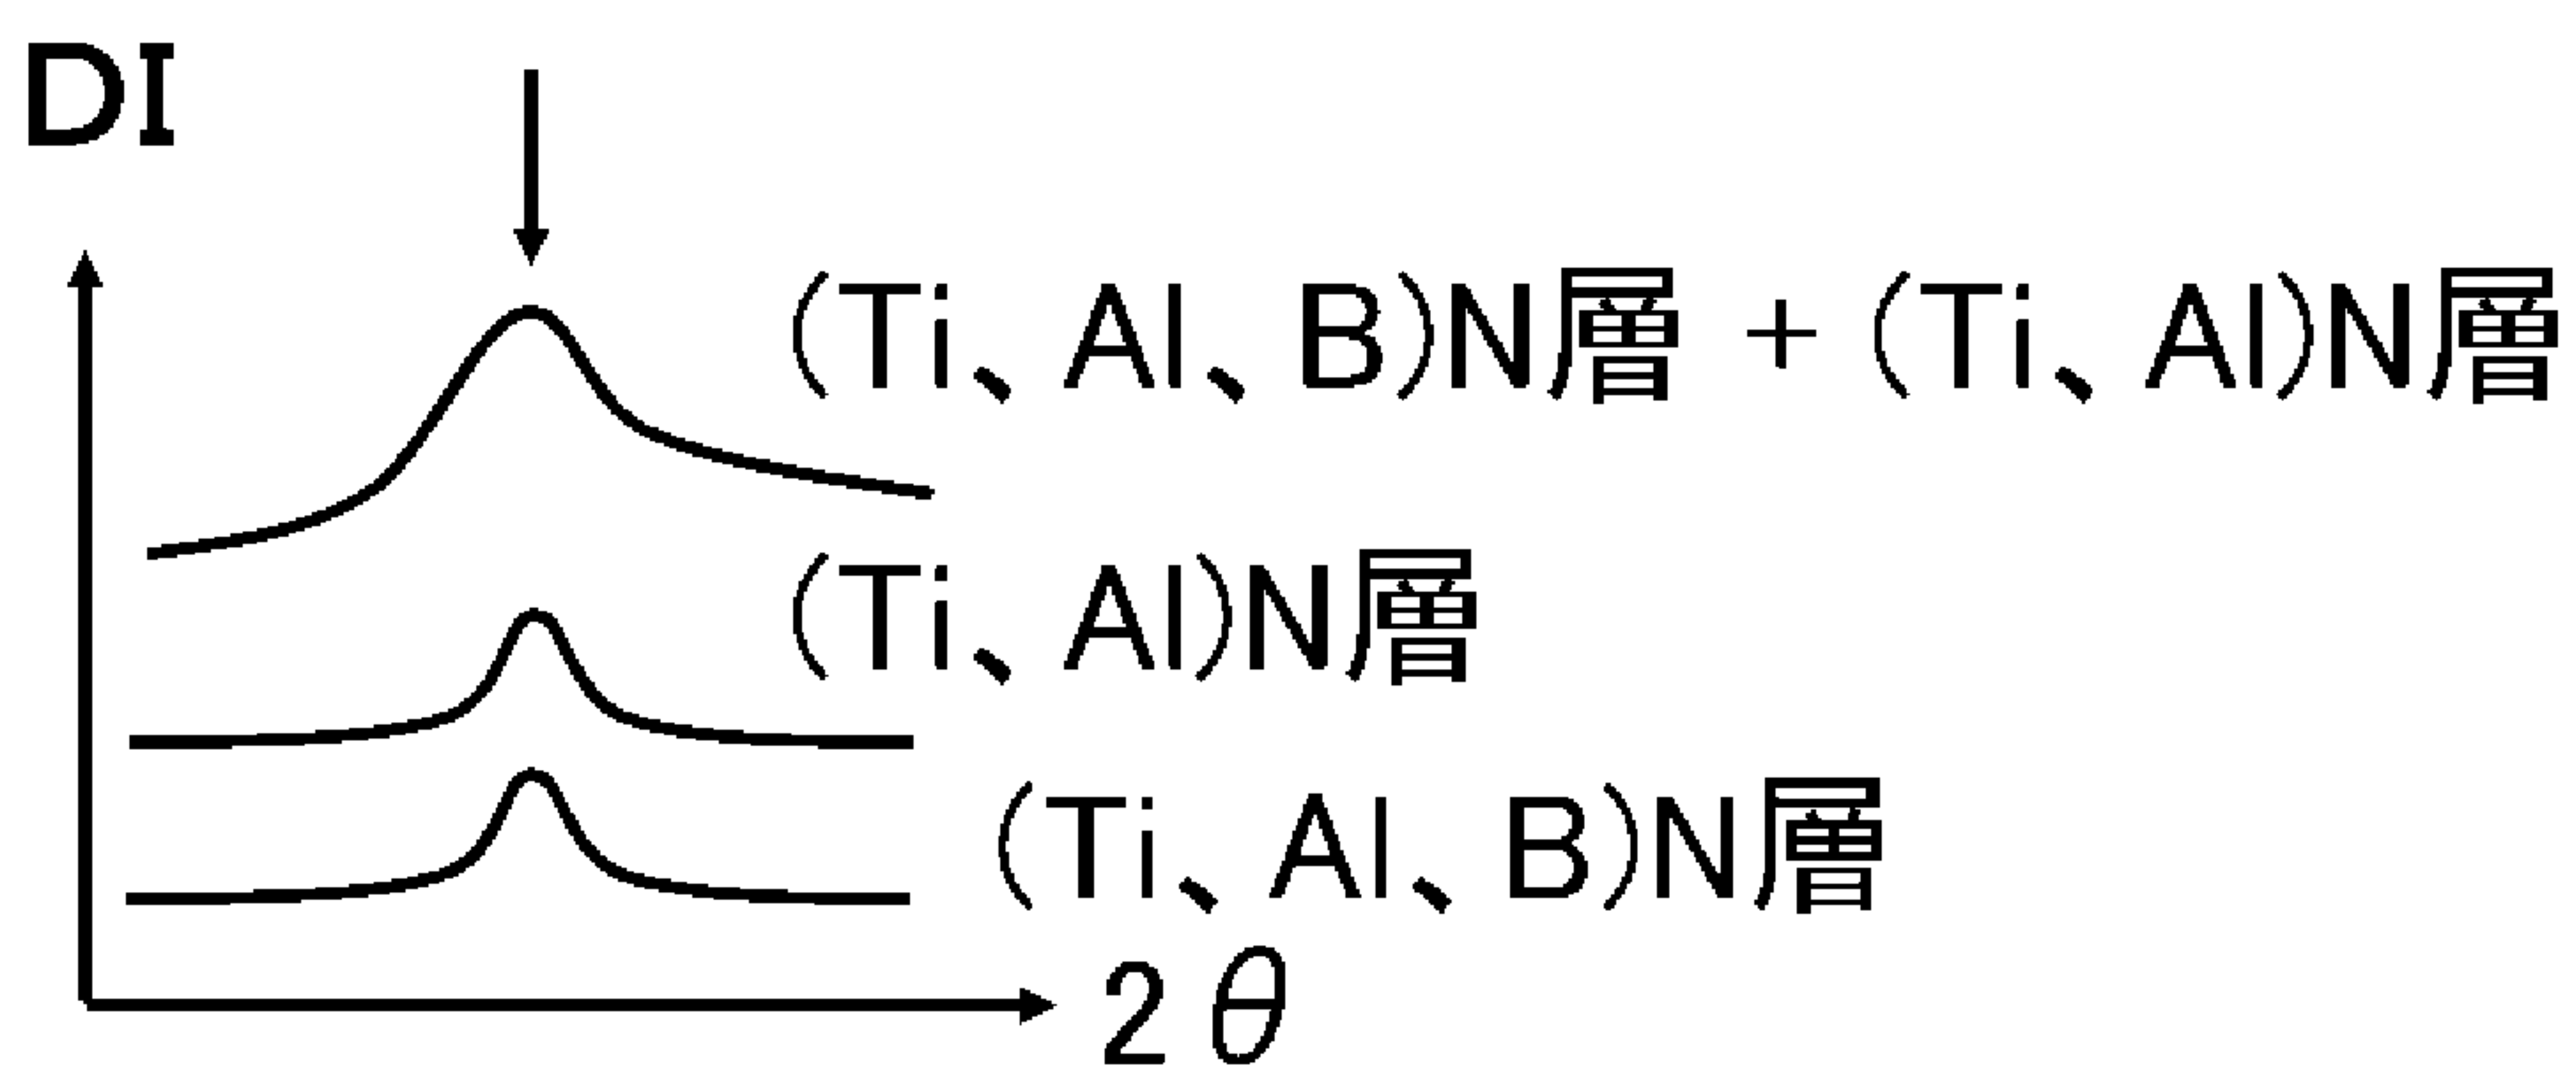 DI
(Ti、Al、B)N層 + (Ti、Al)N層
(Ti、Al)N層
(Ti、Al、B)N層
2θ